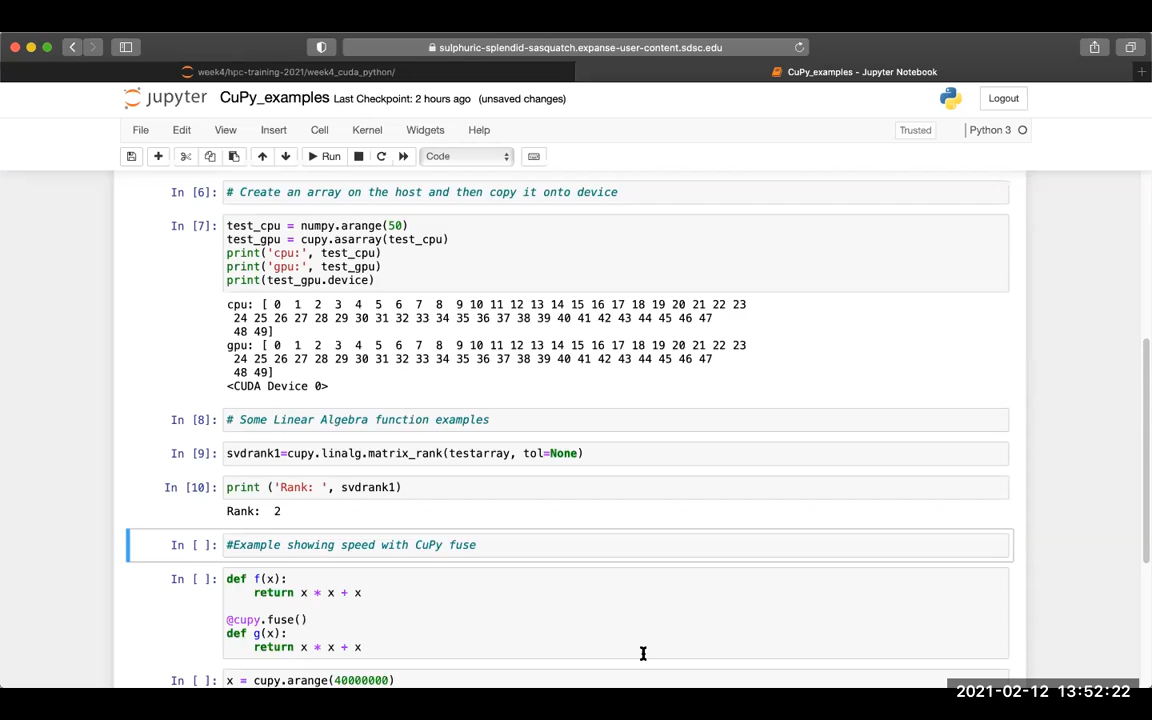 sulphuric-splendid-sasquatch.expanse-user-content.sdsc.edu
week4/hpc-training-2021/week4_cuda_python/
CuPy_examples - Jupyter Notebook
jupyter CuPy_examples Last Checkpoint: 2 hours ago (unsaved changes)
Logout
File Edit View Insert Cell Kernel Widgets Help
Trusted
Python 3
Run
Code
In [6]: # Create an array on the host and then copy it onto device
In [7]: test_cpu = numpy.arange(50)
test_gpu = cupy.asarray(test_cpu)
print('cpu:', test_cpu)
print('gpu:', test_gpu)
print(test_gpu.device)
cpu: [ 0 1 2 3 4 5 6 7 8 9 10 11 12 13 14 15 16 17 18 19 20 21 22 23
24 25 26 27 28 29 30 31 32 33 34 35 36 37 38 39 40 41 42 43 44 45 46 47
48 49]
gpu: [ 0 1 2 3 4 5 6 7 8 9 10 11 12 13 14 15 16 17 18 19 20 21 22 23
24 25 26 27 28 29 30 31 32 33 34 35 36 37 38 39 40 41 42 43 44 45 46 47
48 49]
<CUDA Device 0>
In [8]: # Some Linear Algebra function examples
In [9]: svdrank1=cupy.linalg.matrix_rank(testarray, tol=None)
In [10]: print ('Rank: ', svdrank1)
Rank: 2
In [ ]: #Example showing speed with CuPy fuse
In [ ]: def f(x):
return x * x + x
@cupy.fuse()
def g(x):
return x * x + x
In [ ]: x = cupy.arange(40000000)
2021-02-12 13:52:22